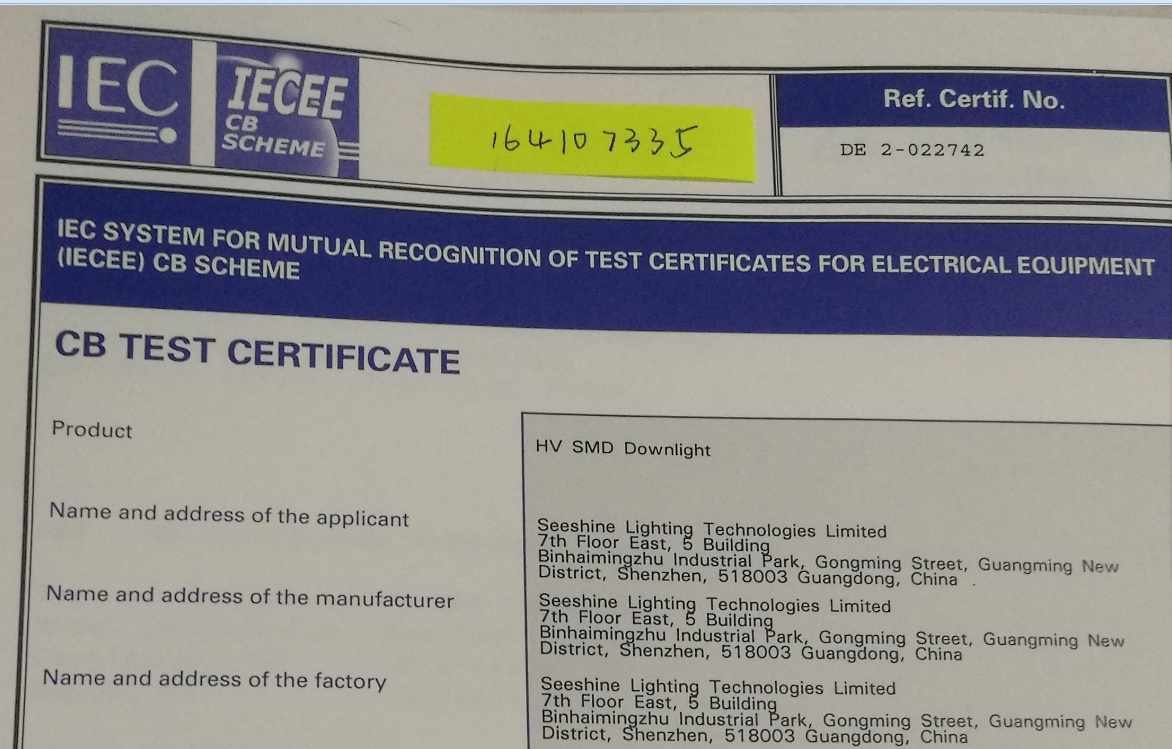 IEC
IECEE
CB
SCHEME
164107335
Ref. Certif. No.
DE 2-022742
IEC SYSTEM FOR MUTUAL RECOGNITION OF TEST CERTIFICATES FOR ELECTRICAL EQUIPMENT
(IECEE) CB SCHEME
CB TEST CERTIFICATE
Product
HV SMD Downlight
Name and address of the applicant
Seeshine Lighting Technologies Limited
7th Floor East, 5 Building
Binhaimingzhu Industrial Park, Gongming Street, Guangming New
District, Shenzhen, 518003 Guangdong, China
Name and address of the manufacturer
Seeshine Lighting Technologies Limited
7th Floor East, 5 Building
Binhaimingzhu Industrial Park, Gongming Street, Guangming New
District, Shenzhen, 518003 Guangdong, China
Name and address of the factory
Seeshine Lighting Technologies Limited
7th Floor East, 5 Building
Binhaimingzhu Industrial Park, Gongming Street, Guangming New
District, Shenzhen, 518003 Guangdong, China